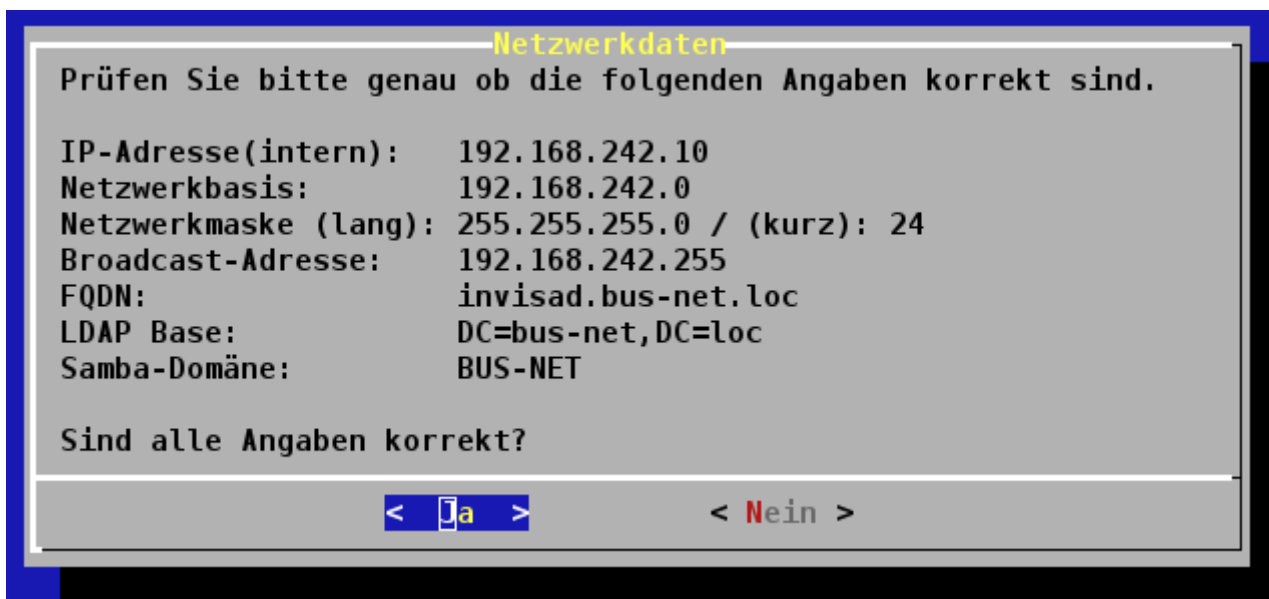 Netzwerkdaten
Prüfen Sie bitte genau ob die folgenden Angaben korrekt sind.
IP-Adresse(intern): 192.168.242.10
Netzwerkbasis: 192.168.242.0
Netzwerkmaske (lang): 255.255.255.0 / (kurz): 24
Broadcast-Adresse: 192.168.242.255
FQDN: invisad.bus-net.loc
LDAP Base: DC=bus-net,DC=loc
Samba-Domäne: BUS-NET
Sind alle Angaben korrekt?
< Ja > < Nein >